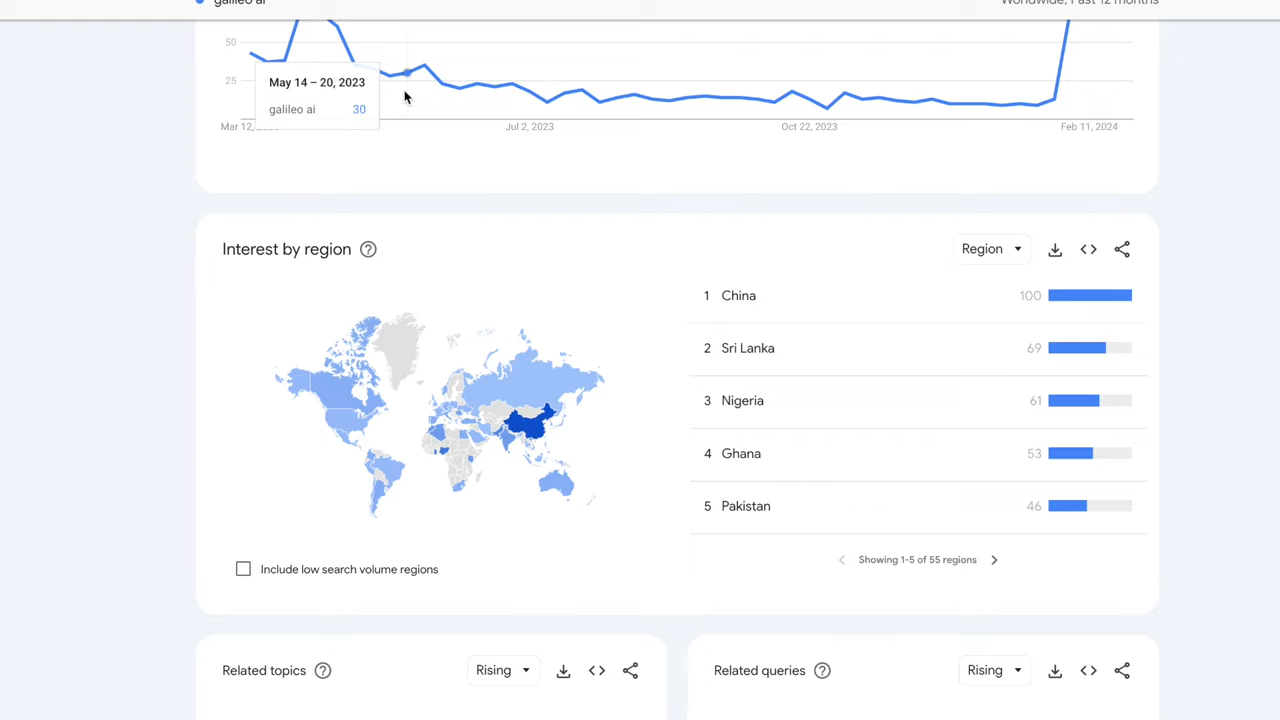 galileo ai
Worldwide, Past 12 months
50
25
May 14 – 20, 2023
galileo ai 30
Mar 12, 
Jul 2, 2023
Oct 22, 2023
Feb 11, 2024
Interest by region
Region
1 China 100
2 Sri Lanka 69
3 Nigeria 61
4 Ghana 53
5 Pakistan 46
Include low search volume regions
Showing 1-5 of 55 regions
Related topics
Rising
Related queries
Rising